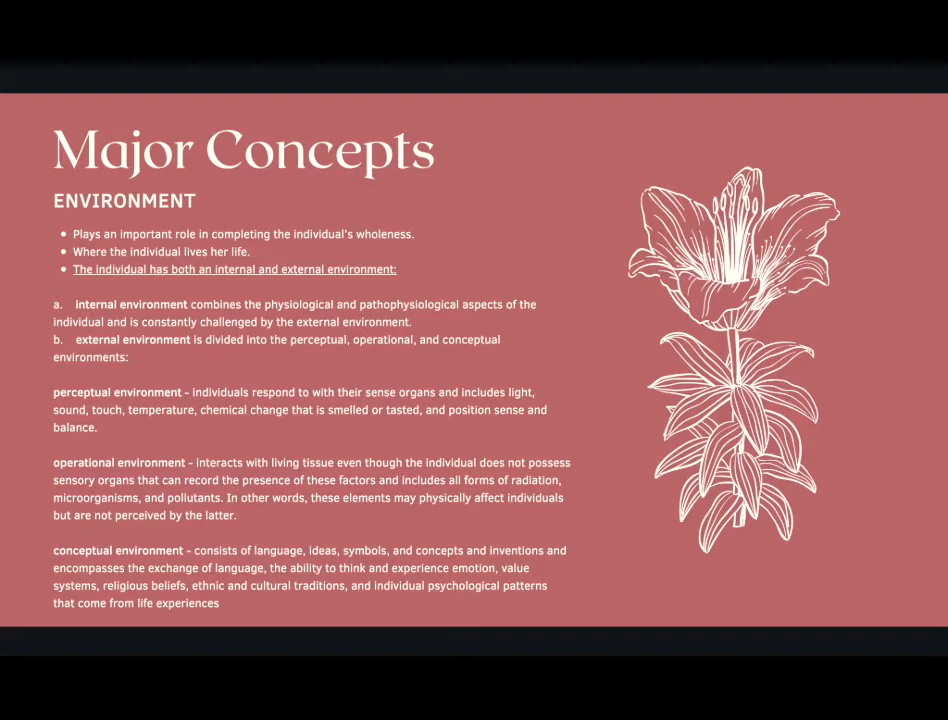 Major Concepts
ENVIRONMENT
• Plays an important role in completing the individual's wholeness.
• Where the individual lives her life.
• The individual has both an internal and external environment:
a. internal environment combines the physiological and pathophysiological aspects of the
individual and is constantly challenged by the external environment.
b. external environment is divided into the perceptual, operational, and conceptual
environments:
perceptual environment - individuals respond to with their sense organs and includes light,
sound, touch, temperature, chemical change that is smelled or tasted, and position sense and
balance.
operational environment - interacts with living tissue even though the individual does not possess
sensory organs that can record the presence of these factors and includes all forms of radiation,
microorganisms, and pollutants. In other words, these elements may physically affect individuals
but are not perceived by the latter.
conceptual environment - consists of language, ideas, symbols, and concepts and inventions and
encompasses the exchange of language, the ability to think and experience emotion, value
systems, religious beliefs, ethnic and cultural traditions, and individual psychological patterns
that come from life experiences